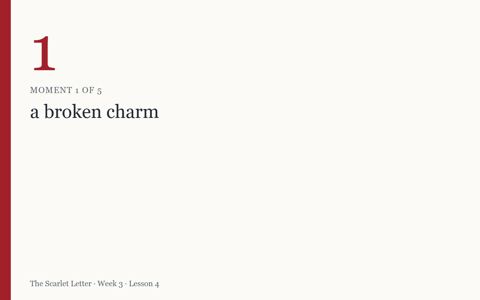 1
MOMENT 1 OF 5
a broken charm
The Scarlet Letter · Week 3 · Lesson 4